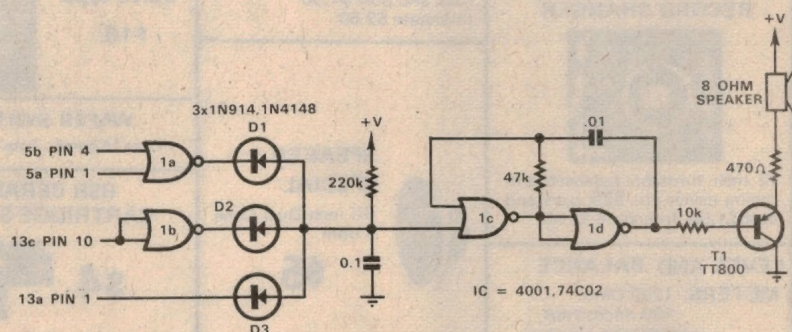 +V
8 OHM
SPEAKER
470Ω
3x1N914,1N4148
D1
+V
.01
5b PIN 4
5a PIN 1
1a
220k
47k
D2
10k
13c PIN 10
1b
1c
1d
0.1
T1
TT800
IC = 4001,74C02
13a PIN 1
D3